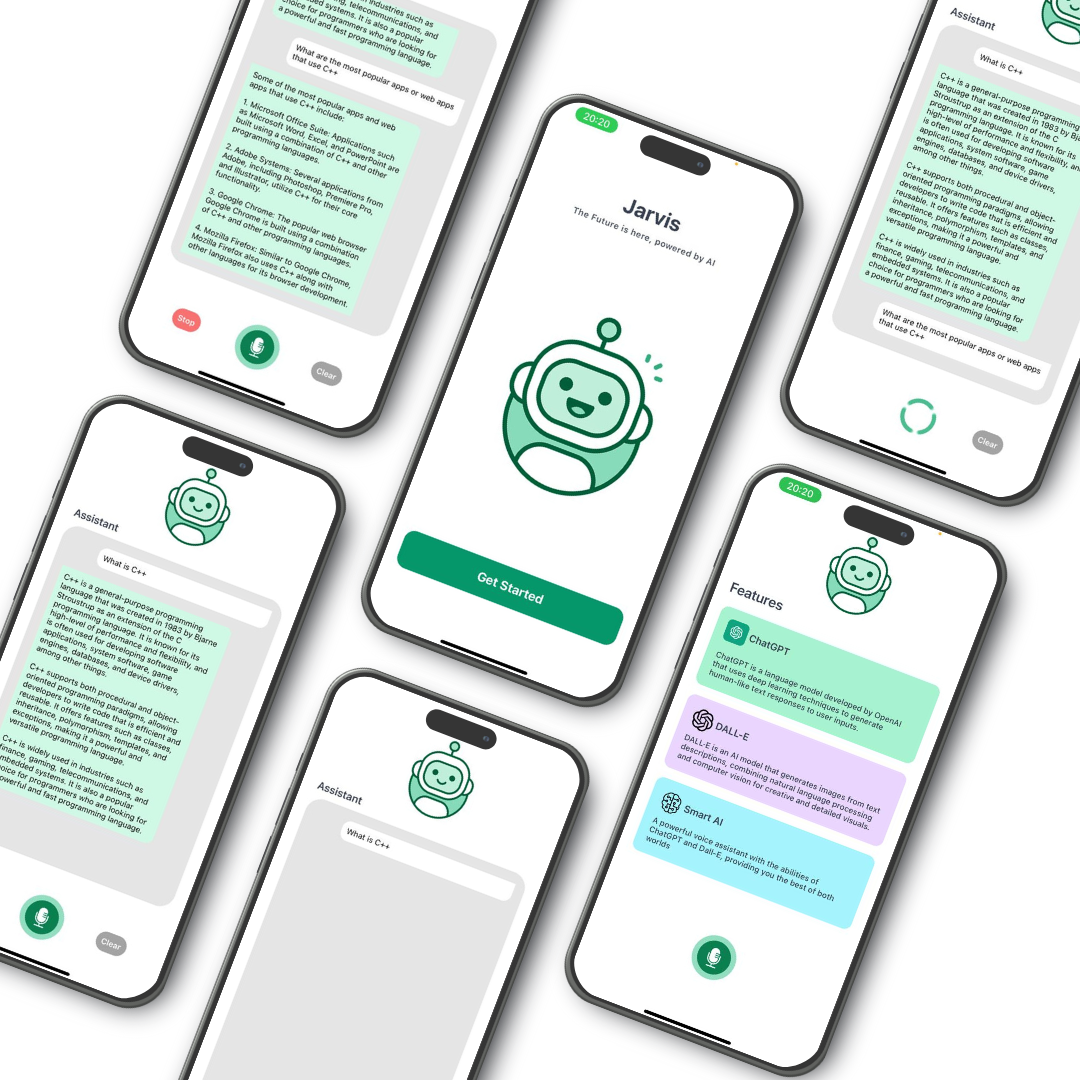 in industries such as
embedded systems. It is also a popular
choice for programmers who are looking for
a powerful and fast programming language.
What are the most popular apps or web apps
that use C++
Some of the most popular apps and web
apps that use C++ include:
1. Microsoft Office Suite: Applications such
as Microsoft Word, Excel, and PowerPoint are
built using a combination of C++ and other
programming languages.
2. Adobe Systems: Several applications from
Adobe, including Photoshop, Premiere Pro,
and Illustrator, utilize C++ for their core
functionality.
3. Google Chrome: The popular web browser
Google Chrome is built using a combination
of C++ and other programming languages.
4. Mozilla Firefox: Similar to Google Chrome,
Mozilla Firefox also uses C++ along with
other languages for its browser development.
Stop
Clear
20:20
Jarvis
The Future is here, powered by AI
Get Started
Assistant
What is C++
C++ is a general-purpose programming
language that was created in 1983 by
Stroustrup as an extension of the C
programming language. It is known for its
high-level of performance and flexibility, and
is often used for developing software
applications, system software, game
engines, databases, and device drivers,
among other things.
C++ supports both procedural and object-
oriented programming paradigms, allowing
developers to write code that is efficient and
reusable. It offers features such as classes,
inheritance, polymorphism, templates, and
exceptions, making it a powerful and
versatile programming language.
C++ is widely used in industries such as
finance, gaming, telecommunications, and
embedded systems. It is also a popular
choice for programmers who are looking for
a powerful and fast programming language.
What are the most popular apps or web apps
that use C++
Clear
Assistant
What is C++
C++ is a general-purpose programming
language that was created in 1983 by Bjarne
Stroustrup as an extension of the C
programming language. It is known for its
high-level of performance and flexibility, and
is often used for developing software
applications, system software, game
engines, databases, and device drivers,
among other things.
C++ supports both procedural and object-
oriented programming paradigms, allowing
developers to write code that is efficient and
reusable. It offers features such as classes,
inheritance, polymorphism, templates, and
exceptions, making it a powerful and
versatile programming language.
C++ is widely used in industries such as
finance, gaming, telecommunications, and
embedded systems. It is also a popular
choice for programmers who are looking for
powerful and fast programming language.
Clear
Assistant
What is C++
20:20
Features
ChatGPT
ChatGPT is a language model developed by OpenAI
that uses deep learning techniques to generate
human-like text responses to user inputs.
DALL-E
DALL-E is an AI model that generates images from text
descriptions, combining natural language processing
and computer vision for creative and detailed visuals.
Smart AI
A powerful voice assistant with the abilities of
ChatGPT and Dall-E, providing you the best of both
worlds